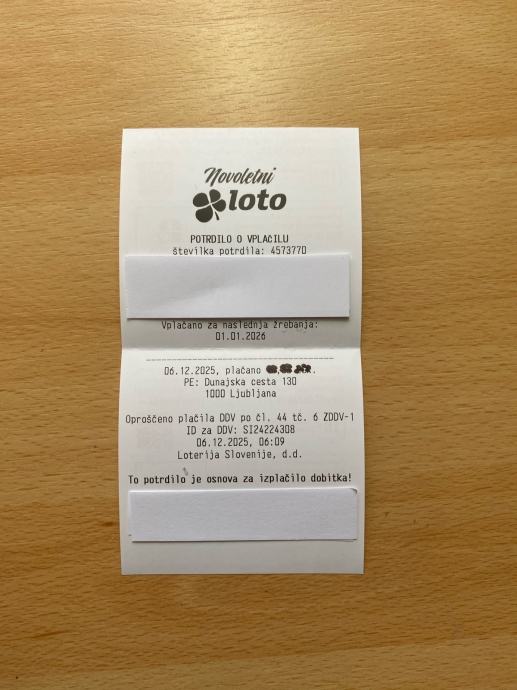 Novoletni
loto
POTRDILO O VPLAČILU
številka potrdila: 4573770
Vplačano za naslednja žrebanja:
01.01.2026
06.12.2025, plačano
PE: Dunajska cesta 130
1000 Ljubljana
Oproščeno plačila DDV po čl. 44 tč. 6 ZDDV-1
ID za DDV: SI24224308
06.12.2025, 06:09
Loterija Slovenije, d.d.
To potrdilo je osnova za izplačilo dobitka!